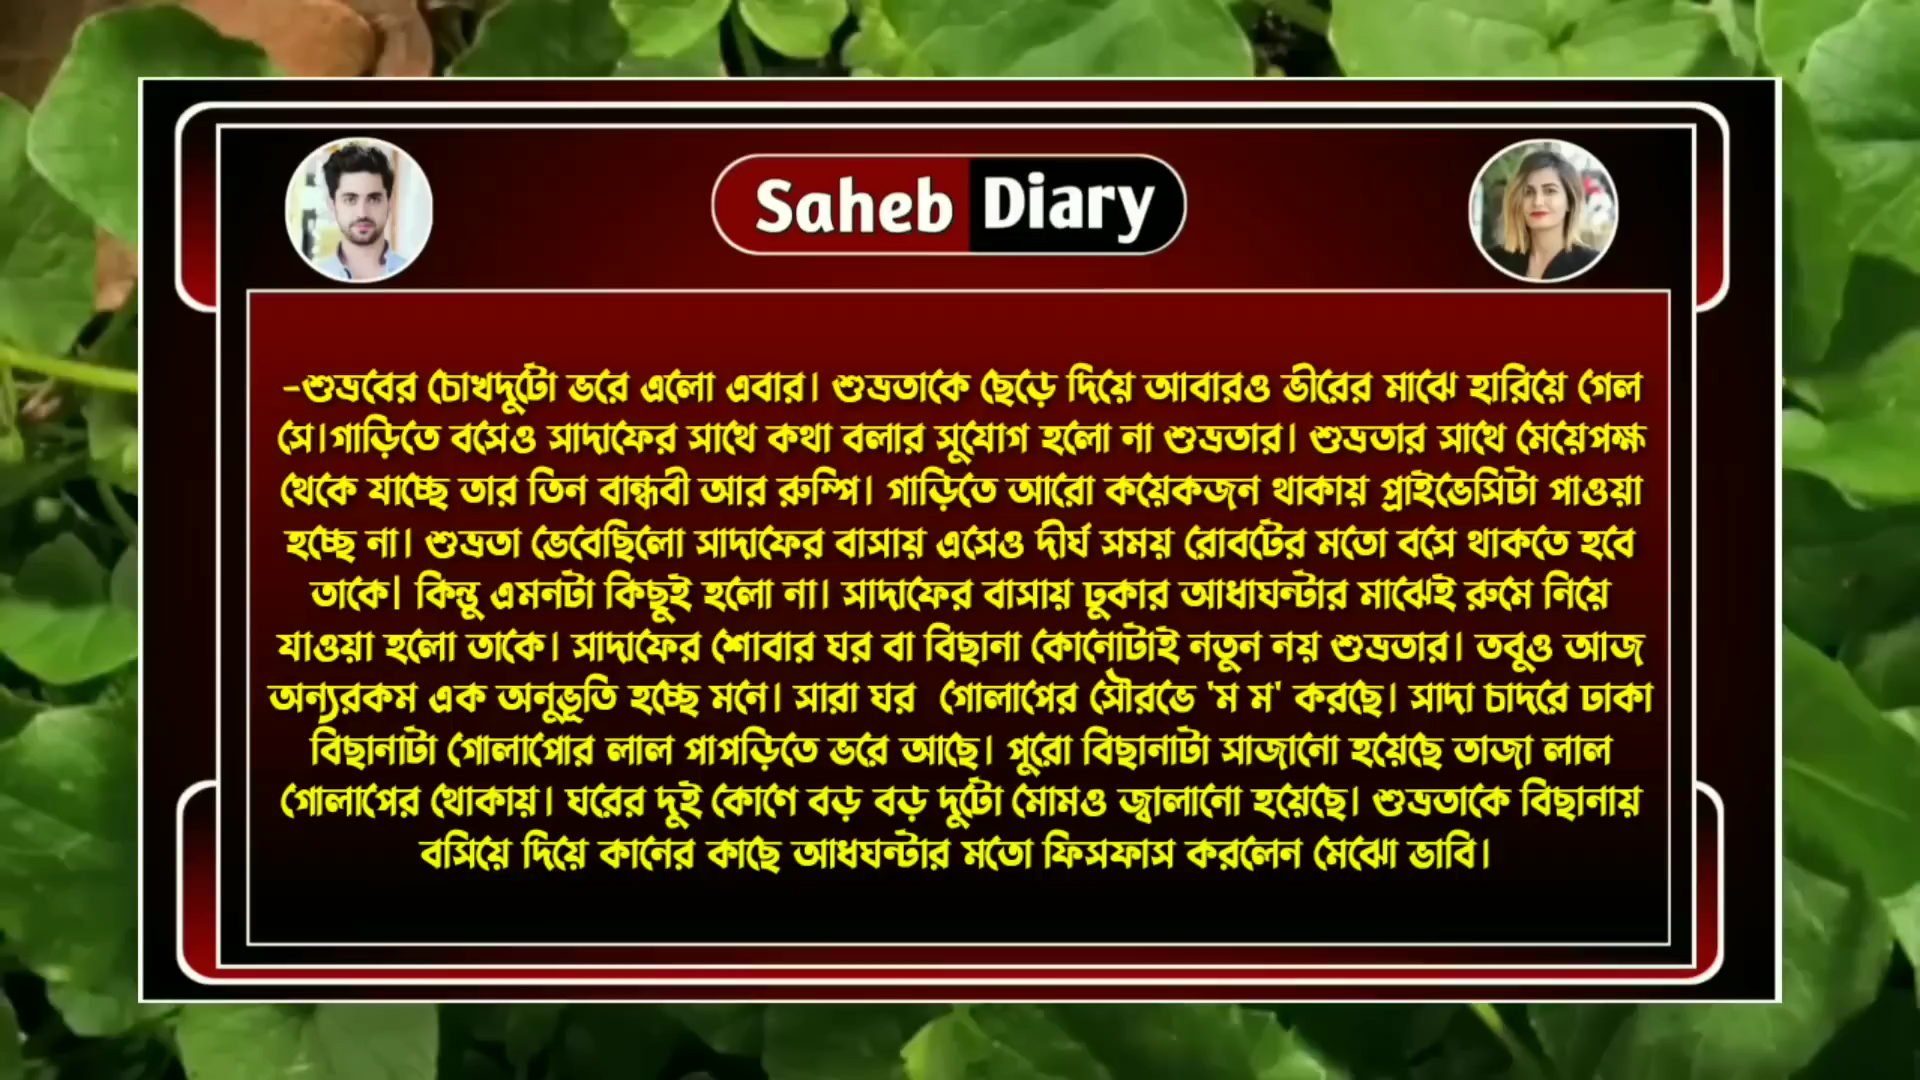 Saheb Diary
-শুভ্রবের চোখদুটো ভরে এলো এবার। শুভ্রতাকে ছেড়ে দিয়ে আবারও ভীরের মাঝে হারিয়ে গেল
সে।গাড়িতে বসেও সাদাফের সাথে কথা বলার সুযোগ হলো না শুভ্রতার। শুভ্রতার সাথে মেয়েপক্ষ
থেকে যাচ্ছে তার তিন বান্ধবী আর রুম্পি। গাড়িতে আরো কয়েকজন থাকায় প্রাইভেসিটা পাওয়া
হচ্ছে না। শুভ্রতা ভেবেছিলো সাদাফের বাসায় এসেও দীর্ঘ সময় রোবটের মতো বসে থাকতে হবে
তাকে| কিন্তু এমনটা কিছুই হলো না। সাদাফের বাসায় ঢুকার আধাঘন্টার মাঝেই রুমে নিয়ে
যাওয়া হলো তাকে। সাদাফের শোবার ঘর বা বিছানা কোনোটাই নতুন নয় শুভ্রতার। তবুও আজ
অন্যরকম এক অনুভূতি হচ্ছে মনে। সারা ঘর গোলাপের সৌরভে 'ম ম' করছে। সাদা চাদরে ঢাকা
বিছানাটা গোলাপোর লাল পাপড়িতে ভরে আছে। পুরো বিছানাটা সাজানো হয়েছে তাজা লাল
গোলাপের থোকায়। ঘরের দুই কোণে বড় বড় দুটো মোমও জ্বালানো হয়েছে। শুভ্রতাকে বিছানায়
বসিয়ে দিয়ে কানের কাছে আধঘন্টার মতো ফিসফাস করলেন মেঝো ভাবি।